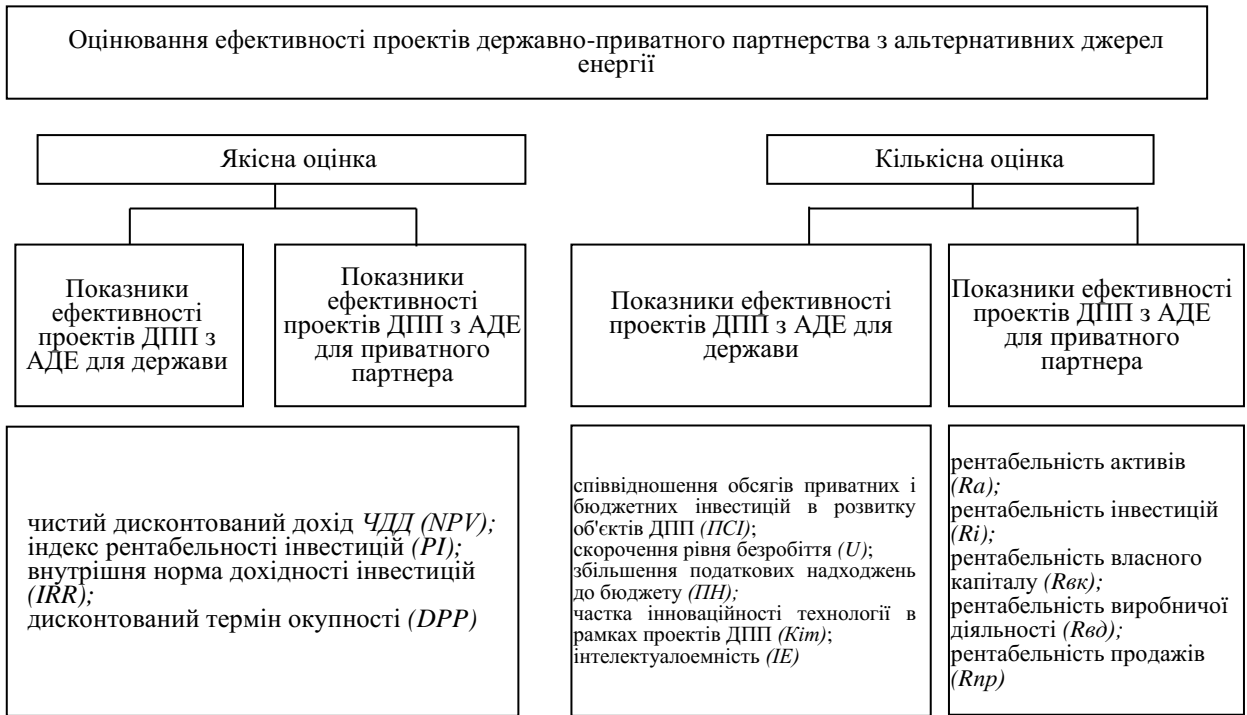 Оцінювання ефективності проектів державно-приватного партнерства з альтернативних джерел
енергії
Якісна оцінка
Кількісна оцінка
Показники
ефективності
проектів ДПП з
АДЕ для держави
Показники
ефективності
проектів ДПП з АДЕ
для приватного
партнера
Показники ефективності
проектів ДПП з АДЕ для
держави
Показники ефективності
проектів ДПП з АДЕ
для приватного
партнера
чистий дисконтований дохід ЧДД (NPV);
індекс рентабельності інвестицій (PI);
внутрішня норма дохідності інвестицій
(IRR);
дисконтований термін окупності (DPP)
співвідношення обсягів приватних і
бюджетних інвестицій в розвитку
об'єктів ДПП (ПСІ);
скорочення рівня безробіття (U);
збільшення податкових надходжень
до бюджету (ПН);
частка інноваційності технології в
рамках проектів ДПП (Кіт);
інтелектуалоемність (ІЕ)
рентабельність активів
(Ra);
рентабельність інвестицій
(Ri);
рентабельність власного
капіталу (Rвк);
рентабельність виробничої
діяльності (Rвд);
рентабельність продажів
(Rпр)